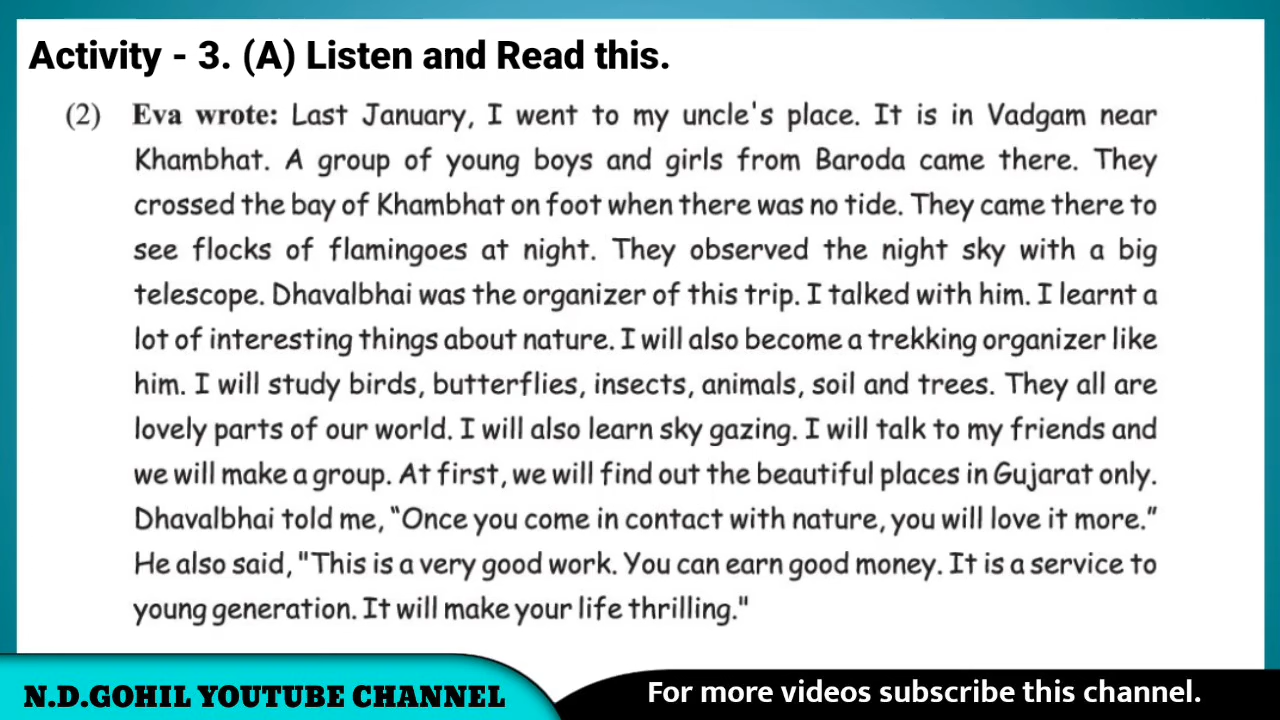 Activity - 3. (A) Listen and Read this.
(2) Eva wrote: Last January, I went to my uncle's place. It is in Vadgam near
Khambhat. A group of young boys and girls from Baroda came there. They
crossed the bay of Khambhat on foot when there was no tide. They came there to
see flocks of flamingoes at night. They observed the night sky with a big
telescope. Dhavalbhai was the organizer of this trip. I talked with him. I learnt a
lot of interesting things about nature. I will also become a trekking organizer like
him. I will study birds, butterflies, insects, animals, soil and trees. They all are
lovely parts of our world. I will also learn sky gazing. I will talk to my friends and
we will make a group. At first, we will find out the beautiful places in Gujarat only.
Dhavalbhai told me, “Once you come in contact with nature, you will love it more.”
He also said, "This is a very good work. You can earn good money. It is a service to
young generation. It will make your life thrilling."
N.D.GOHIL YOUTUBE CHANNEL
For more videos subscribe this channel.